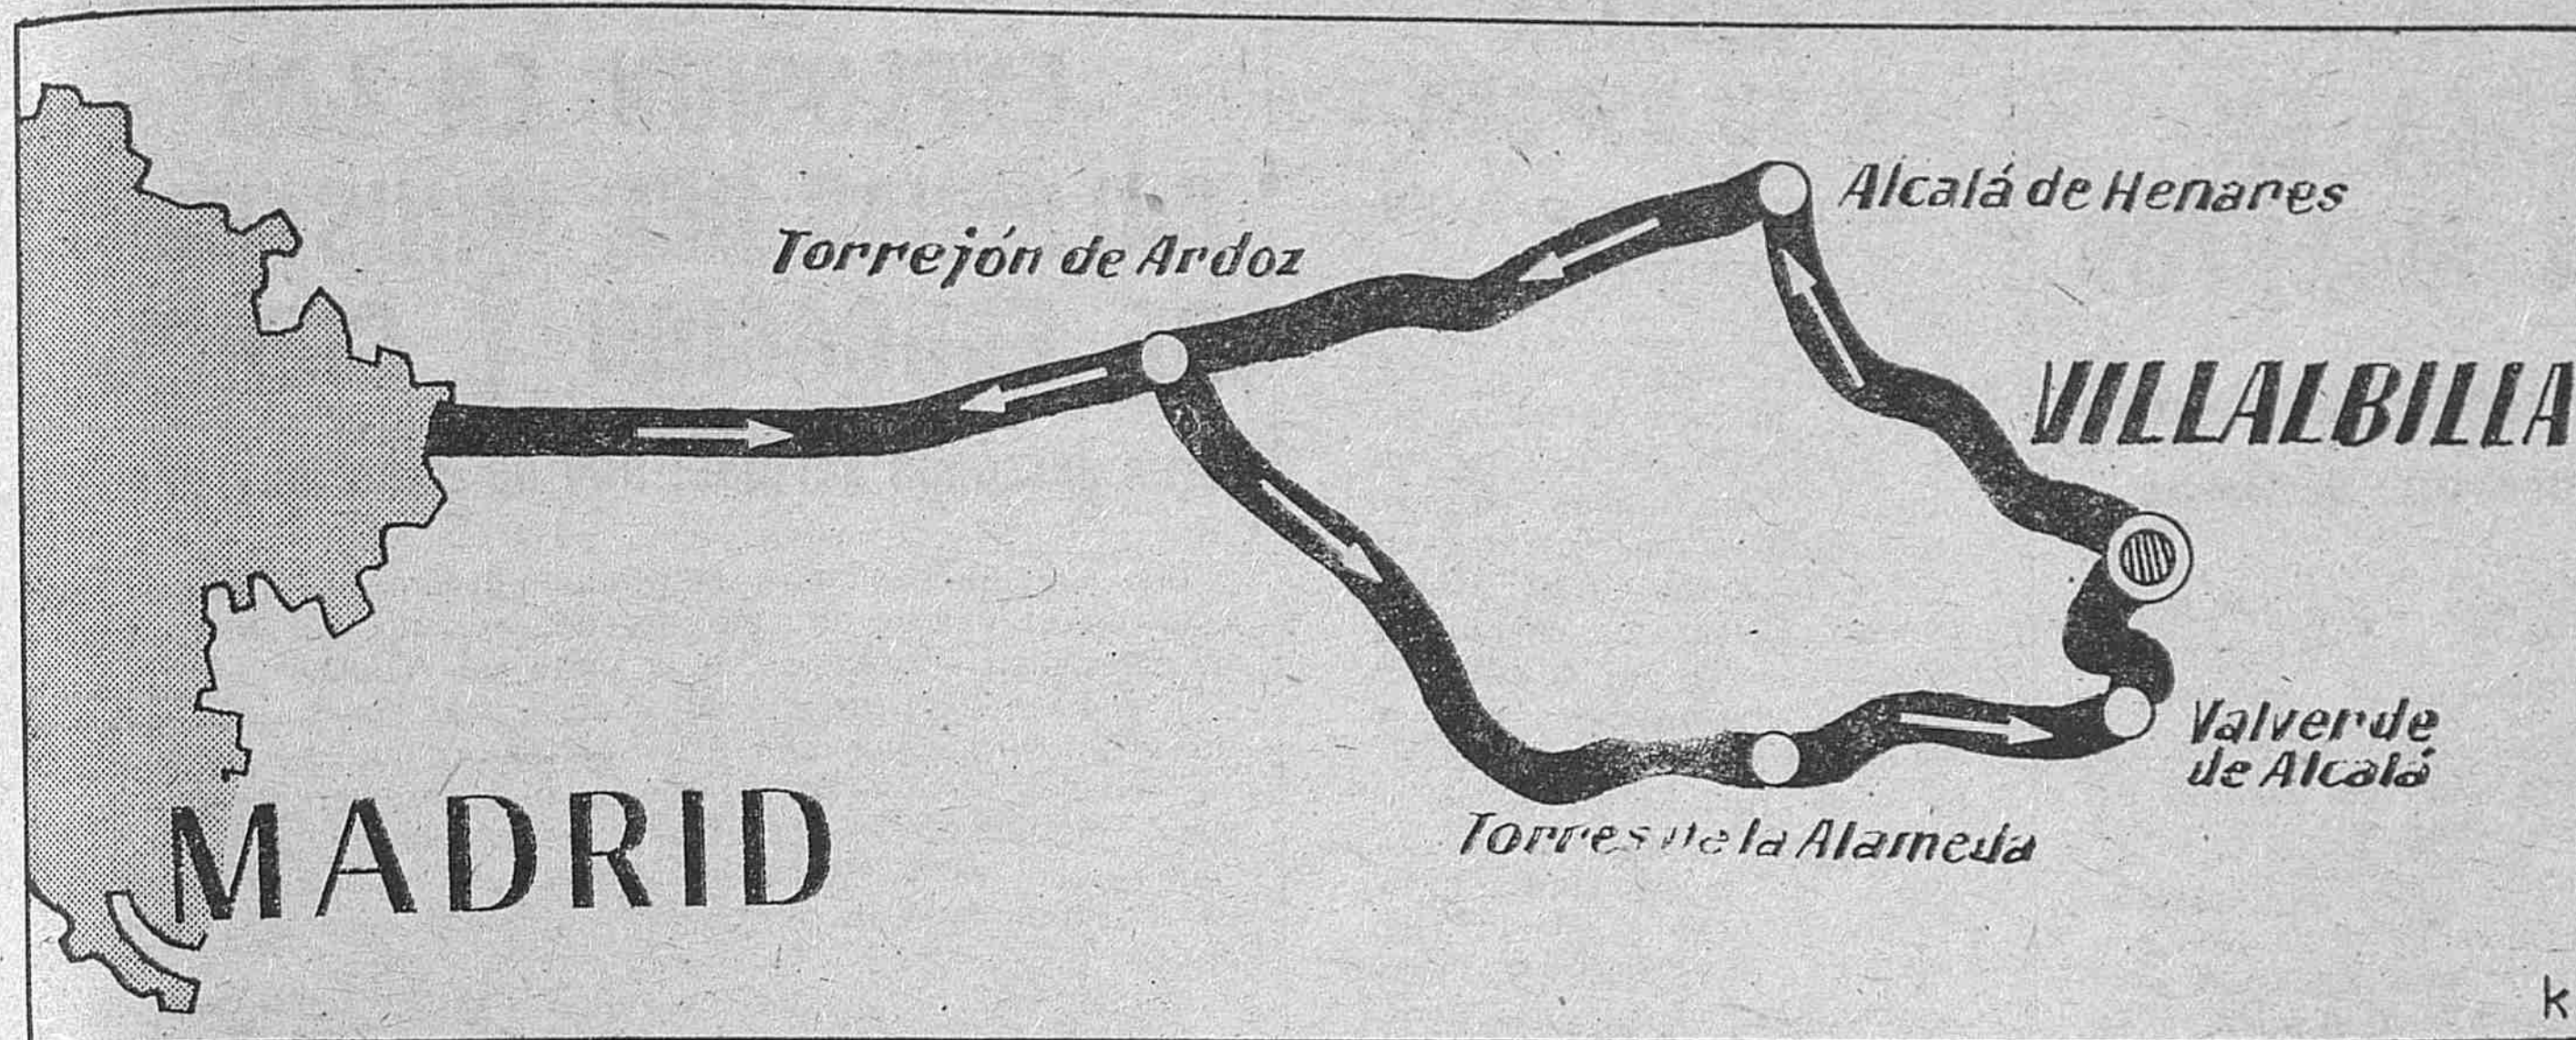 Alcalá de Henares
Torrejón de Ardoz
VILLALBILLA
Valverde
de Alcalá
Torres de la Alameda
MADRID
k